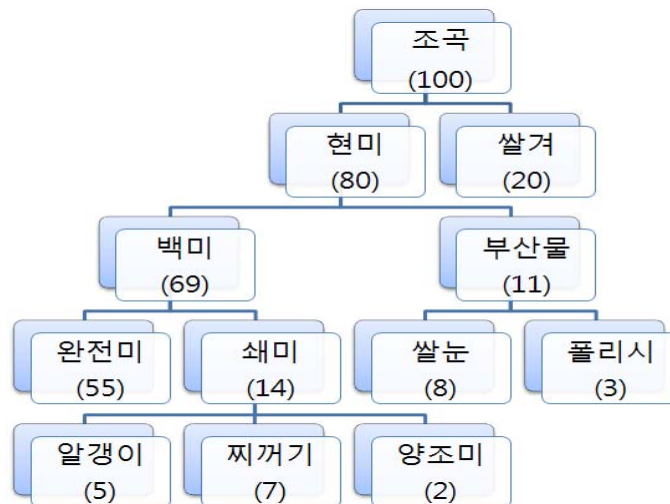 조곡
(100)
현미
(80)
쌀겨
(20)
백미
(69)
부산물
(11)
완전미
(55)
쇄미
(14)
쌀눈
(8)
폴리시
(3)
알갱이
(5)
찌꺼기
(7)
양조미
(2)